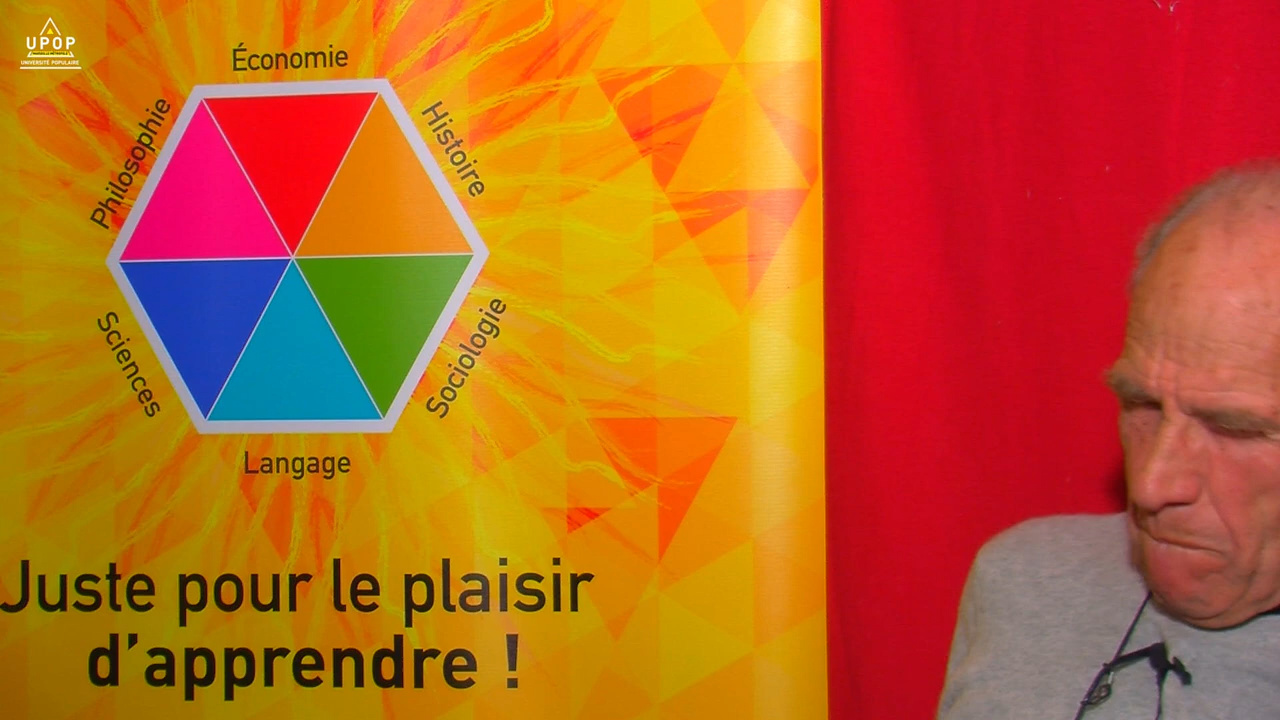 UPOP
UNIVERSITÉ POPULAIRE
Économie
Philosophie
Histoire
Sciences
Sociologie
Langage
Juste pour le plaisir
d'apprendre !